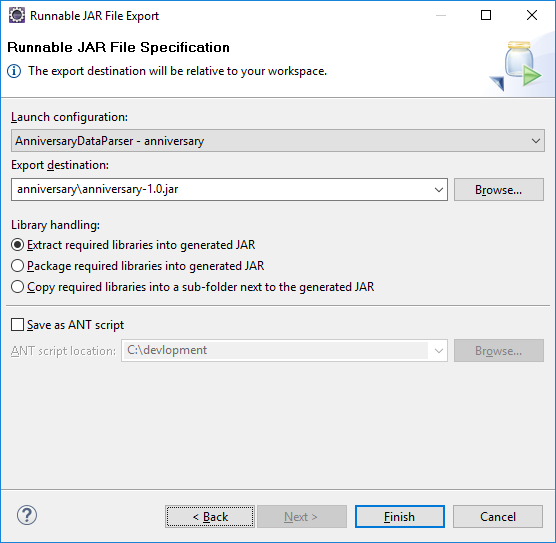 Runnable JAR File Export
Runnable JAR File Specification
The export destination will be relative to your workspace.
Launch configuration:
AnniversaryDataParser - anniversary
Export destination:
anniversary\anniversary-1.0.jar
Browse...
Library handling:
Extract required libraries into generated JAR
Package required libraries into generated JAR
Copy required libraries into a sub-folder next to the generated JAR
Save as ANT script
ANT script location: C:\devlopment Browse...
? < Back Next > Finish Cancel